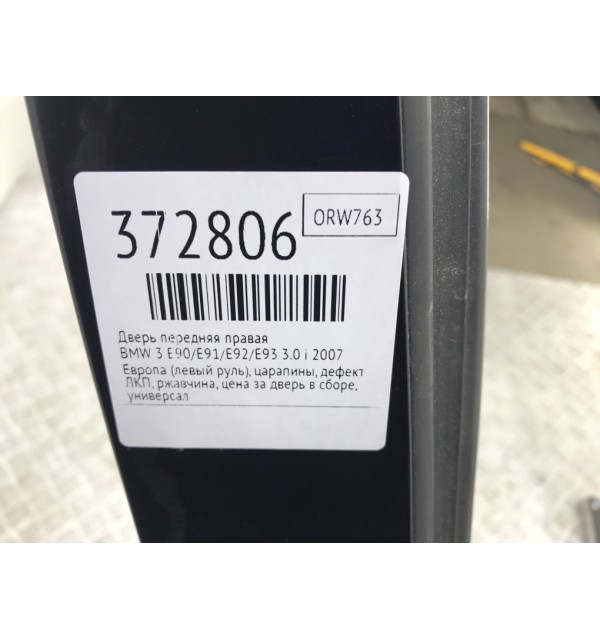 372806
ORW763
Дверь передняя правая
BMW 3 E90/E91/E92/E93 3.0 i 2007
Европа (левый руль), царапины, дефект
ЛКП, ржавчина, цена за дверь в сборе,
универсал